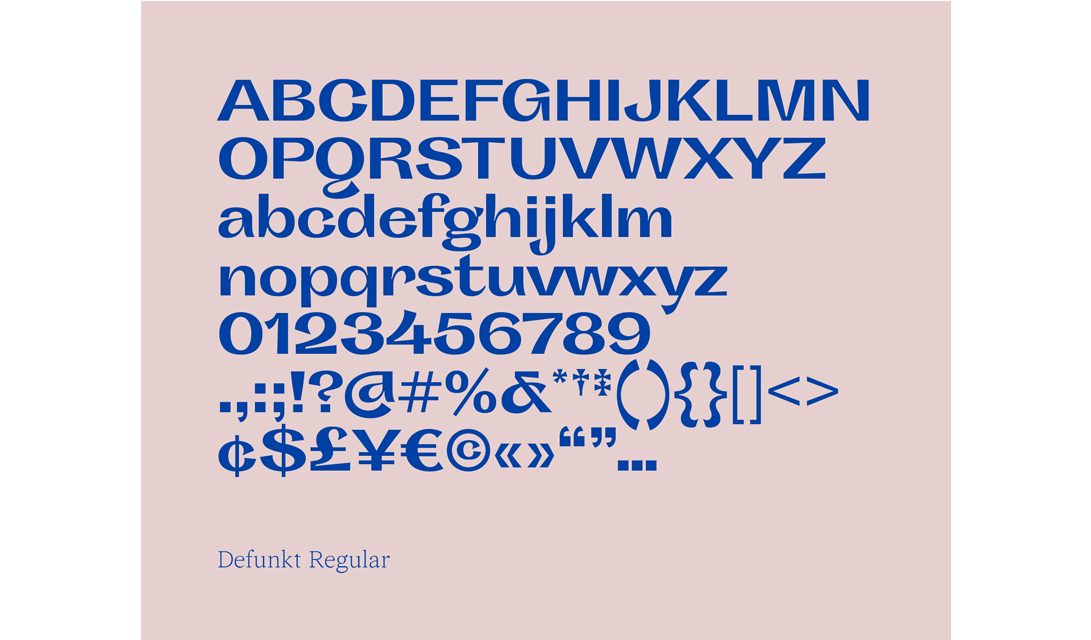 ABCDEFGHIJKLMN
OPQRSTUVWXYZ
abcdefghijklm
nopqrstuvwxyz
0123456789
.,:;!?@#%&*†‡(){}[]<>
¢$£¥€©«»“”…
Defunkt Regular